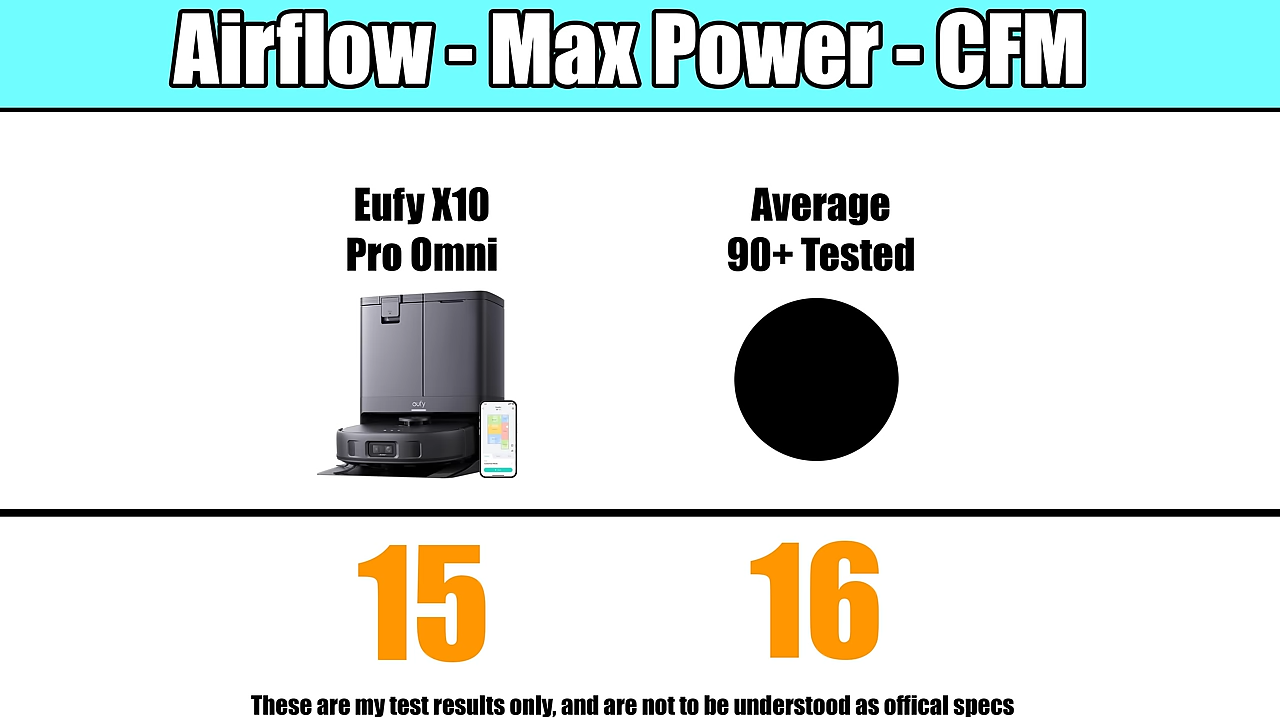 Airflow - Max Power - CFM
Eufy X10
Pro Omni
Average
90+ Tested
eufy
15
16
These are my test results only, and are not to be understood as offical specs